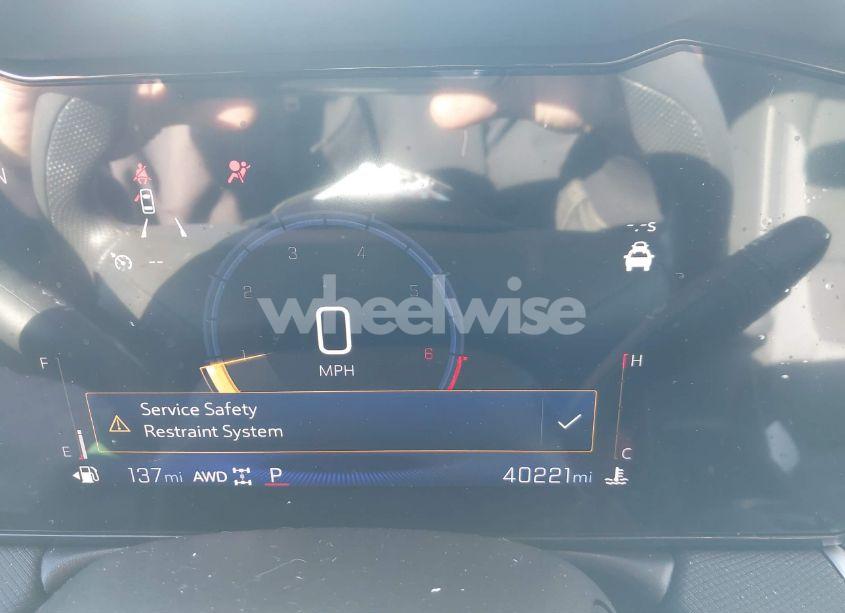 N
-.-S
--
3
4
2
5
wheelwise
0
1
6
MPH
F
H
Service Safety
Restraint System
E
C
137mi AWD P
40221mi